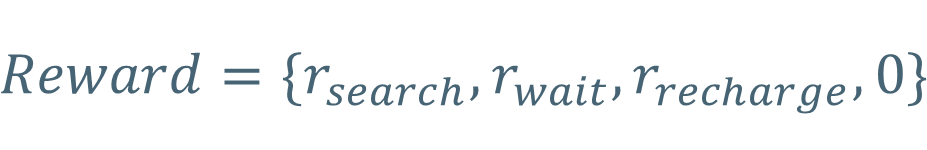 Reward = {r_search, r_wait, r_recharge, 0}